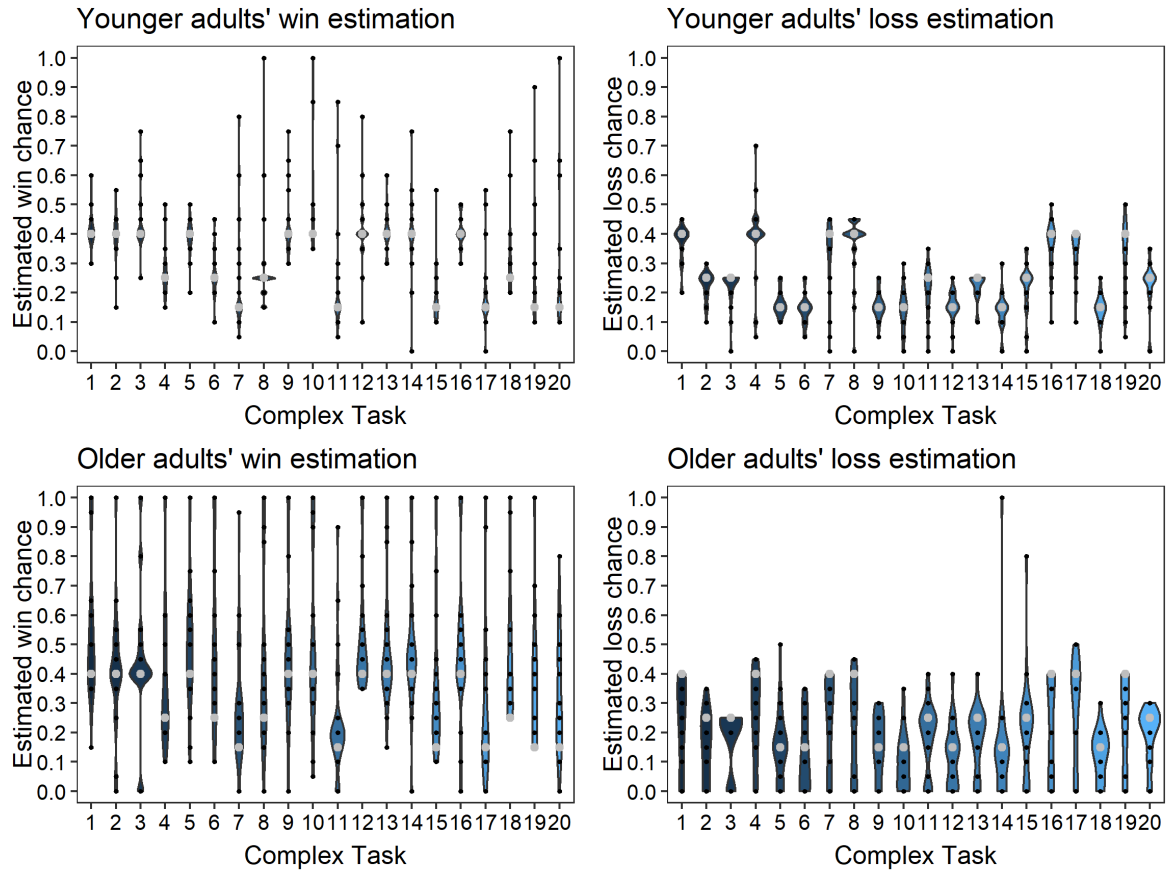 Younger adults' win estimation
Estimated win chance
1.0
0.9
0.8
0.7
0.6
0.5
0.4
0.3
0.2
0.1
0.0
1 2 3 4 5 6 7 8 9 10 11 12 13 14 15 16 17 18 19 20
Complex Task
Younger adults' loss estimation
Estimated loss chance
1.0
0.9
0.8
0.7
0.6
0.5
0.4
0.3
0.2
0.1
0.0
1 2 3 4 5 6 7 8 9 10 11 12 13 14 15 16 17 18 19 20
Complex Task
Older adults' win estimation
Estimated win chance
1.0
0.9
0.8
0.7
0.6
0.5
0.4
0.3
0.2
0.1
0.0
1 2 3 4 5 6 7 8 9 10 11 12 13 14 15 16 17 18 19 20
Complex Task
Older adults' loss estimation
Estimated loss chance
1.0
0.9
0.8
0.7
0.6
0.5
0.4
0.3
0.2
0.1
0.0
1 2 3 4 5 6 7 8 9 10 11 12 13 14 15 16 17 18 19 20
Complex Task